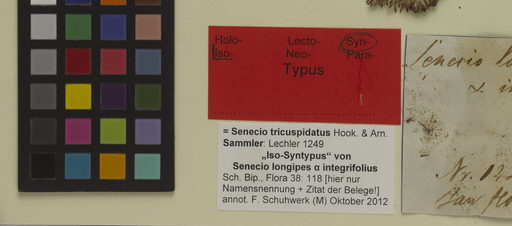 Holo- Lecto- Syn-
Iso- Neo- Para-
Typus
= Senecio tricuspidatus Hook. & Arn.
Sammler: Lechler 1249
„Iso-Syntypus” von
Senecio longipes α integrifolius
Sch. Bip., Flora 38: 118 [hier nur
Namensnennung + Zitat der Belege!]
annot. F. Schuhwerk (M) Oktober 2012
Senecio